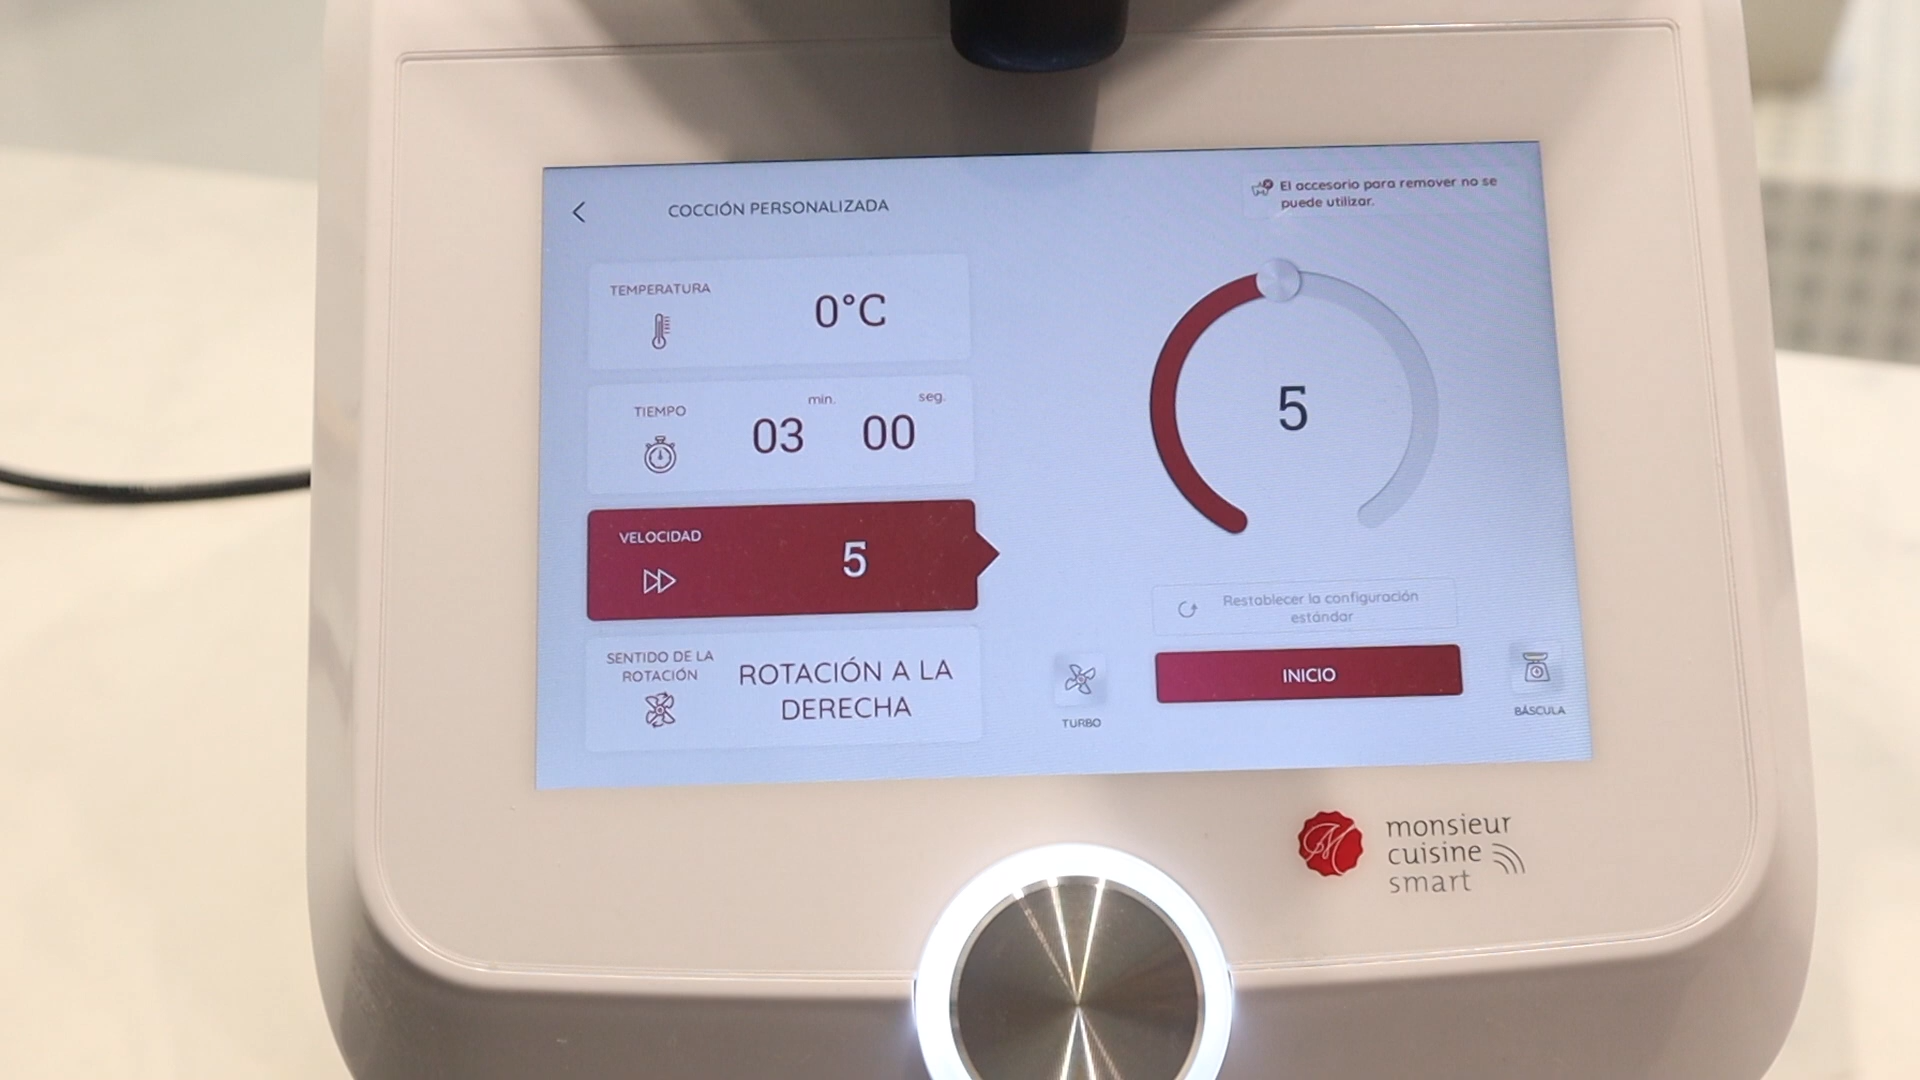 COCCIÓN PERSONALIZADA
El accesorio para remover no se
puede utilizar.
TEMPERATURA
0°C
TIEMPO
min.
seg.
03 00
VELOCIDAD
5
SENTIDO DE LA
ROTACIÓN
ROTACIÓN A LA
DERECHA
5
Restablecer la configuración
estándar
INICIO
TURBO
BÁSCULA
M
monsieur
cuisine
smart